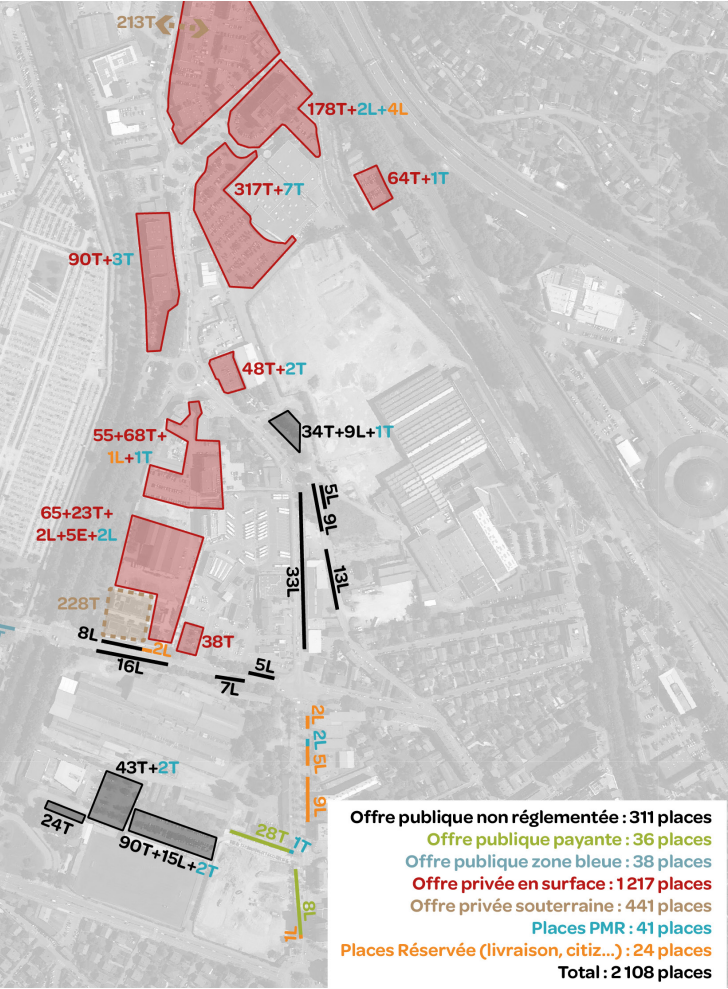 213T
178T+2L+4L
317T+7T
64T+1T
90T+3T
48T+2T
34T+9L+1T
55+68T+
1L+1T
5L
9L
65+23T+
2L+5E+2L
33L
13L
228T
8L
2L
38T
16L
5L
7L
2L
2L
5L
9L
43T+2T
24T
90T+15L+2T
28T
1T
8L
1L
Offre publique non réglementée : 311 places
Offre publique payante : 36 places
Offre publique zone bleue : 38 places
Offre privée en surface : 1 217 places
Offre privée souterraine : 441 places
Places PMR : 41 places
Places Réservée (livraison, citiz...) : 24 places
Total : 2 108 places